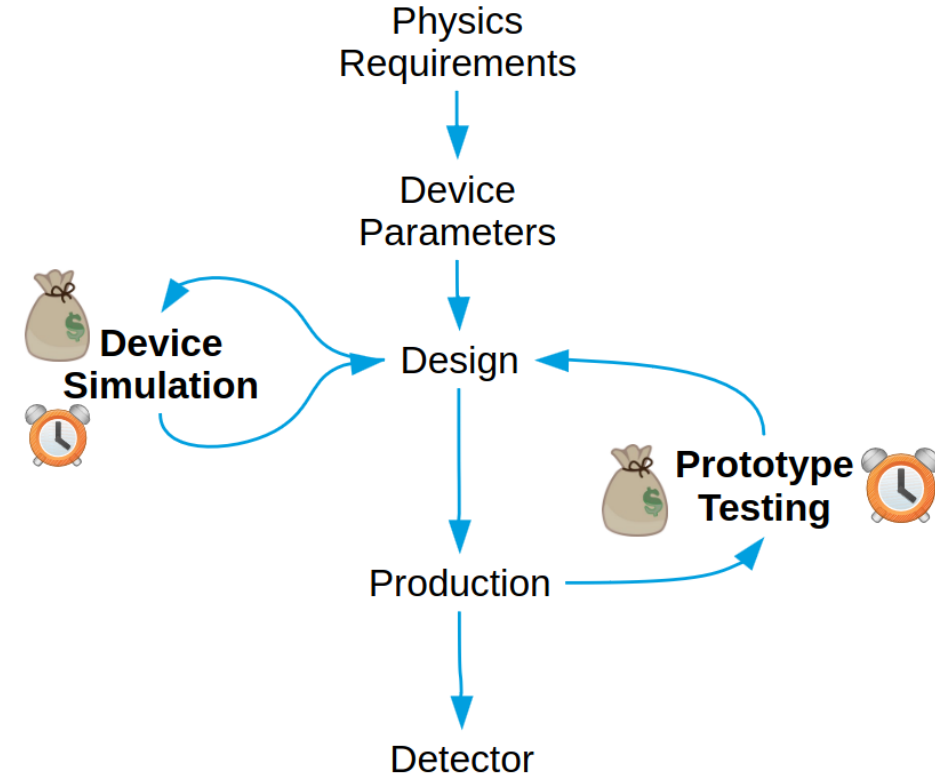 Physics
Requirements
Device
Parameters
Device
Simulation
Design
Prototype
Testing
Production
Detector